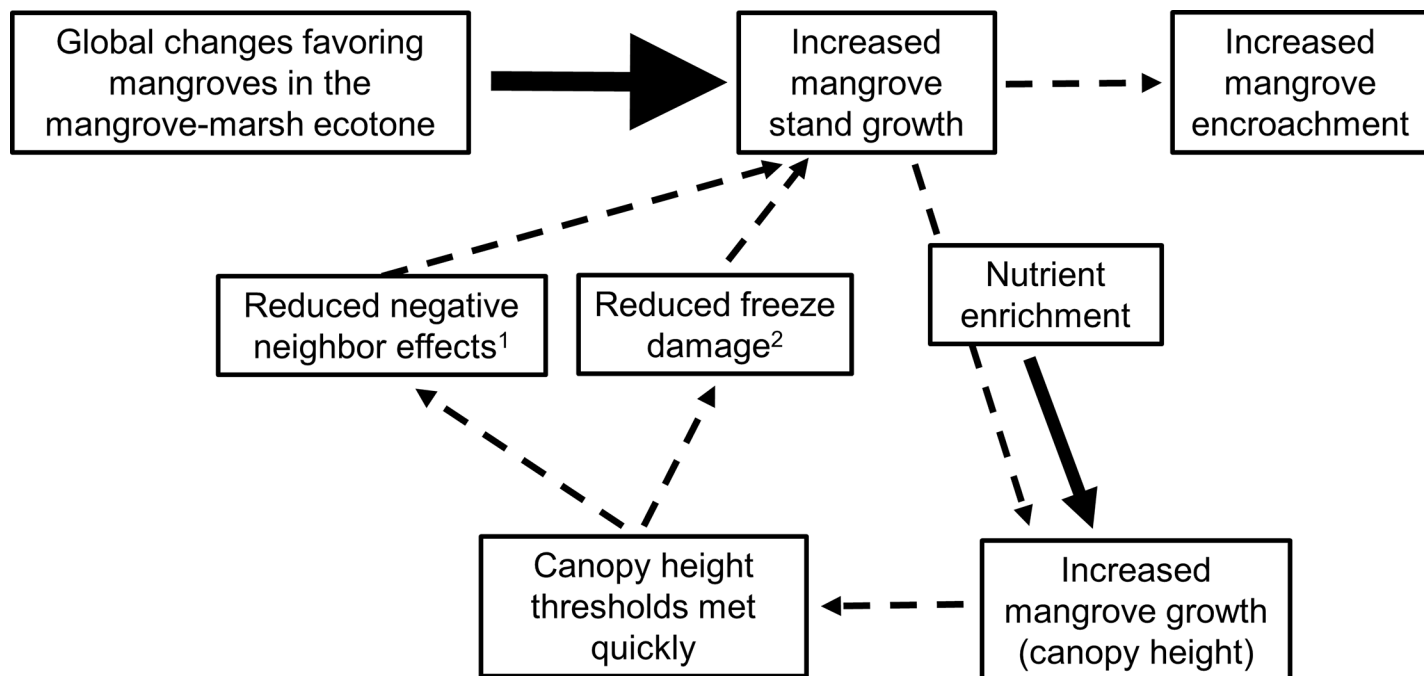 Global changes favoring
mangroves in the
mangrove-marsh ecotone
Increased
mangrove
stand growth
Increased
mangrove
encroachment
Reduced negative
neighbor effects¹
Reduced freeze
damage²
Nutrient
enrichment
Canopy height
thresholds met
quickly
Increased
mangrove growth
(canopy height)